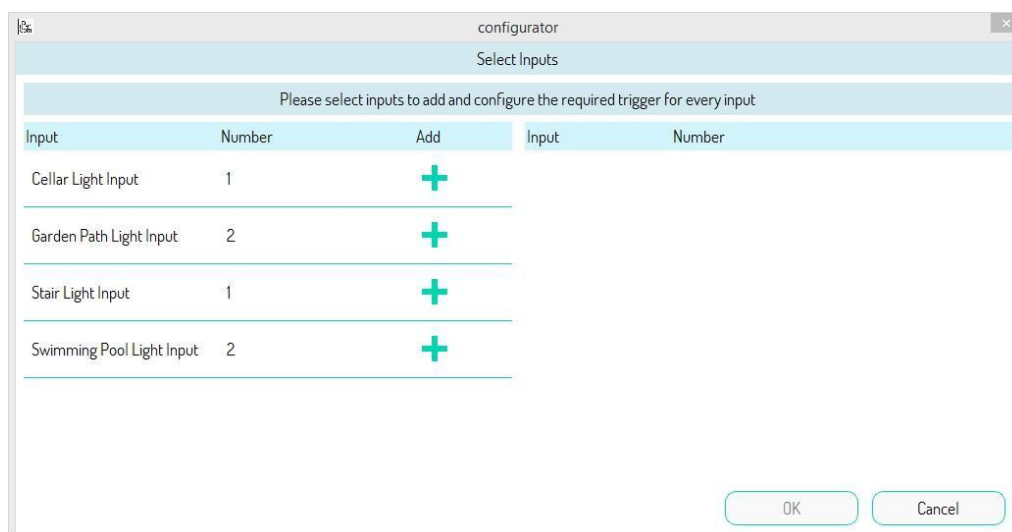 configurator
Select Inputs
Please select inputs to add and configure the required trigger for every input
Input Number Add Input Number
Cellar Light Input 1
Garden Path Light Input 2
Stair Light Input 1
Swimming Pool Light Input 2
OK Cancel